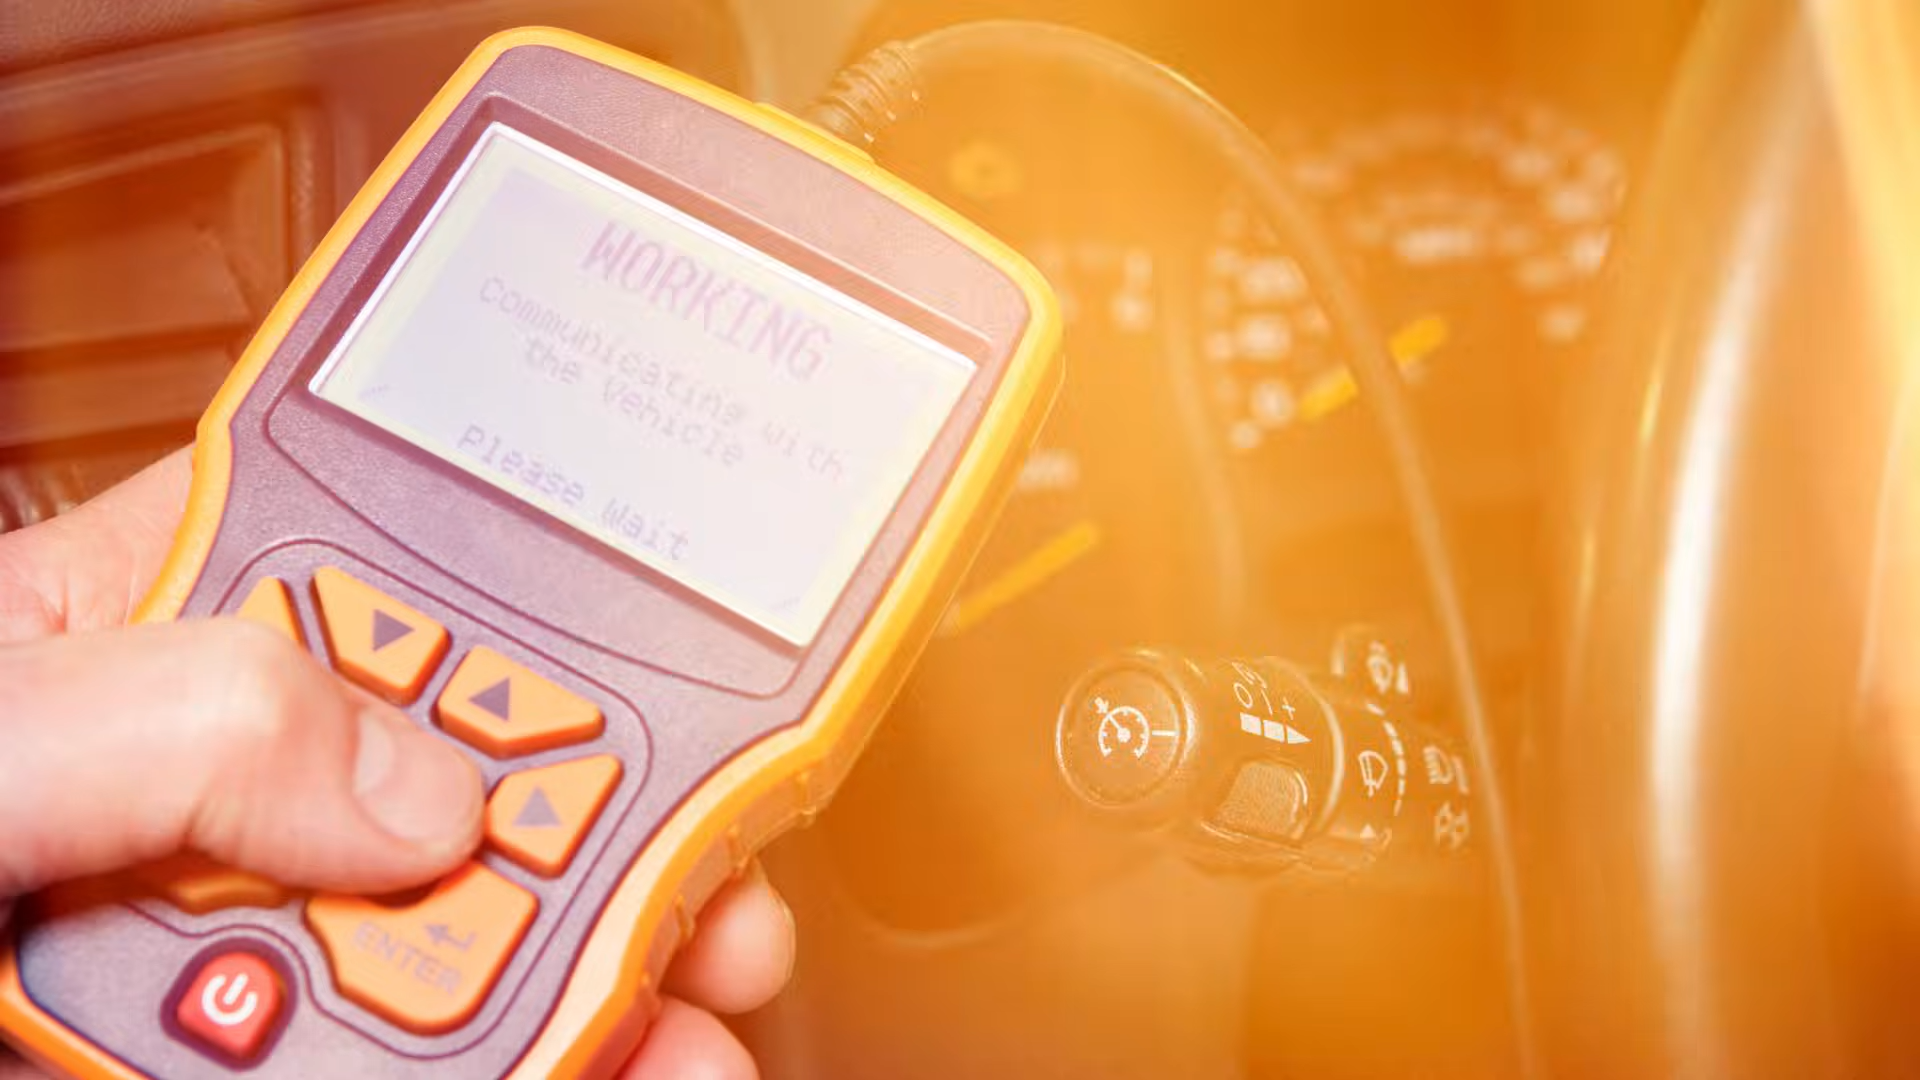 WORKING
Communicating with
the Vehicle
Please Wait
ENTER